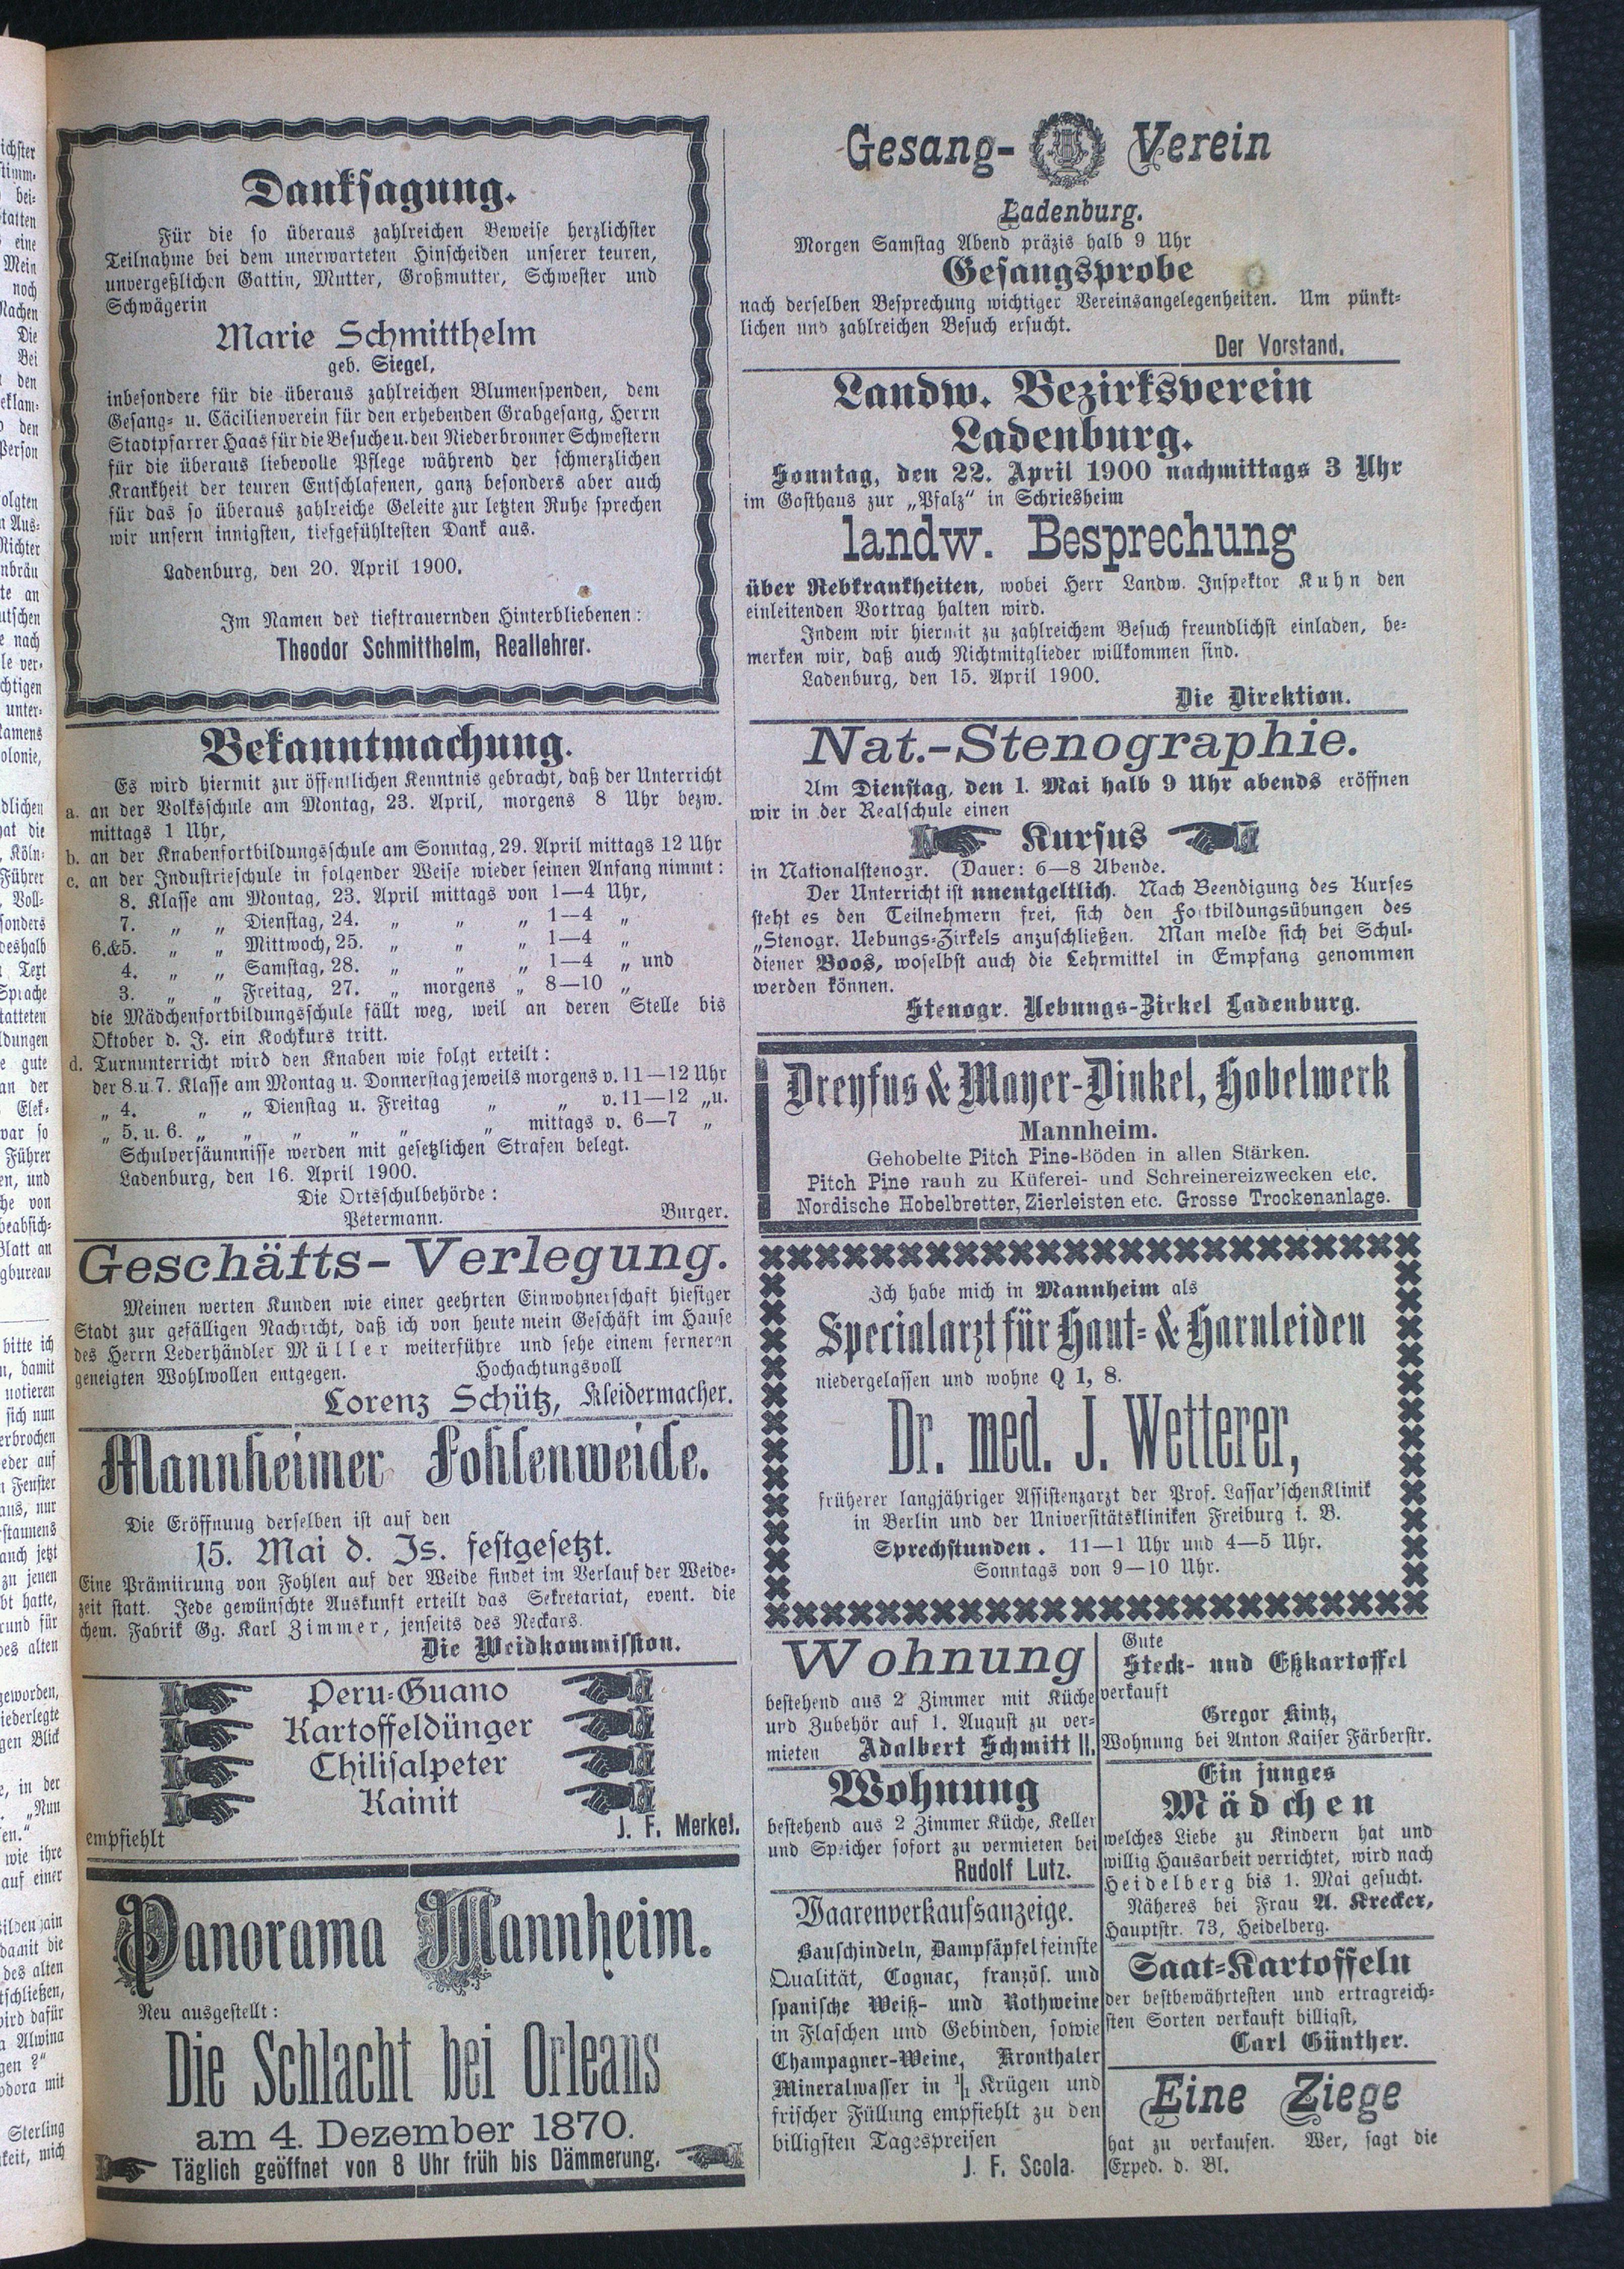 Danksagung.
Für die so überaus zahlreichen Beweise herzlichster
Teilnahme bei dem unerwarteten Hinscheiden unserer teuren,
unvergeßlichen Gattin, Mutter, Großmutter, Schwester und
Schwägerin
Marie Schmitthelm
geb. Siegel,
inbesondere für die überaus zahlreichen Blumenspenden, dem
Gesang- u. Cäcilienverein für den erhebenden Grabgesang, Herrn
Stadtpfarrer Haas für die Besuche u. den Niederbronner Schwestern
für die überaus liebevolle Pflege während der schmerzlichen
Krankheit der teuren Entschlafenen, ganz besonders aber auch
für das so überaus zahlreiche Geleite zur letzten Ruhe sprechen
wir unsern innigsten, tiefgefühltesten Dank aus.
Ladenburg, den 20. April 1900.
Im Namen der tieftrauernden Hinterbliebenen:
Theodor Schmitthelm, Reallehrer.
Bekanntmachung.
Es wird hiermit zur öffentlichen Kenntnis gebracht, daß der Unterricht
a. an der Volksschule am Montag, 23. April, morgens 8 Uhr bezw.
mittags 1 Uhr,
b. an der Knabenfortbildungsschule am Sonntag, 29. April mittags 12 Uhr
c. an der Industrieschule in folgender Weise wieder seinen Anfang nimmt:
8. Klasse am Montag, 23. April mittags von 1—4 Uhr,
7. „ „ Dienstag, 24. „ „ „ 1—4 „
6.&5. „ „ Mittwoch, 25. „ „ „ 1—4 „
4. „ „ Samstag, 28. „ „ „ 1—4 „ und
3. „ „ Freitag, 27. „ morgens „ 8—10 „
die Mädchenfortbildungsschule fällt weg, weil an deren Stelle bis
Oktober d. J. ein Kochkurs tritt.
d. Turnunterricht wird den Knaben wie folgt erteilt:
der 8. u. 7. Klasse am Montag u. Donnerstag jeweils morgens v. 11—12 Uhr
„ 4. „ „ Dienstag u. Freitag „ „ v. 11—12 „ u.
„ 5. u. 6. „ „ „ „ „ „ mittags v. 6—7 „
Schulversäumnisse werden mit gesetzlichen Strafen belegt.
Ladenburg, den 16. April 1900.
Die Ortsschulbehörde:
Petermann. Burger.
Geschäfts-Verlegung.
Meinen werten Kunden wie einer geehrten Einwohnerschaft hiesiger
Stadt zur gefälligen Nachricht, daß ich von heute mein Geschäft im Hause
des Herrn Lederhändler Müller weiterführe und sehe einem ferneren
geneigten Wohlwollen entgegen. Hochachtungsvoll
Lorenz Schütz, Kleidermacher.
Mannheimer Fohlenweide.
Die Eröffnung derselben ist auf den
15. Mai d. Js. festgesetzt.
Eine Prämiirung von Fohlen auf der Weide findet im Verlauf der Weide-
zeit statt. Jede gewünschte Auskunft erteilt das Sekretariat, event. die
chem. Fabrik Gg. Karl Zimmer, jenseits des Neckars.
Die Weidkommission.
Peru-Guano
Kartoffeldünger
Chilisalpeter
Kainit
empfiehlt J. F. Merkel.
Panorama Mannheim.
Neu ausgestellt:
Die Schlacht bei Orleans
am 4. Dezember 1870.
Täglich geöffnet von 8 Uhr früh bis Dämmerung.
Gesang-Verein
Ladenburg.
Morgen Samstag Abend präzis halb 9 Uhr
Gesangsprobe
nach derselben Besprechung wichtiger Vereinsangelegenheiten. Um pünkt-
lichen und zahlreichen Besuch ersucht.
Der Vorstand.
Landw. Bezirksverein
Ladenburg.
Sonntag, den 22. April 1900 nachmittags 3 Uhr
im Gasthaus zur „Pfalz“ in Schriesheim
landw. Besprechung
über Rebkrankheiten, wobei Herr Landw. Inspektor Kuhn den
einleitenden Vortrag halten wird.
Indem wir hiermit zu zahlreichem Besuch freundlichst einladen, be-
merken wir, daß auch Nichtmitglieder willkommen sind.
Ladenburg, den 15. April 1900.
Die Direktion.
Nat.-Stenographie.
Am Dienstag, den 1. Mai halb 9 Uhr abends eröffnen
wir in der Realschule einen
Kursus
in Nationalstenogr. (Dauer: 6—8 Abende.
Der Unterricht ist unentgeltlich. Nach Beendigung des Kurses
steht es den Teilnehmern frei, sich den Fortbildungsübungen des
„Stenogr. Uebungs-Zirkels anzuschließen. Man melde sich bei Schul-
diener Boos, woselbst auch die Lehrmittel in Empfang genommen
werden können.
Stenogr. Uebungs-Zirkel Ladenburg.
Dreyfus & Mayer-Dinkel, Hobelwerk
Mannheim.
Gehobelte Pitch Pine-Böden in allen Stärken.
Pitch Pine rauh zu Küferei- und Schreinereizwecken etc.
Nordische Hobelbretter, Zierleisten etc. Grosse Trockenanlage.
Ich habe mich in Mannheim als
Specialarzt für Haut- & Harnleiden
niedergelassen und wohne Q 1, 8.
Dr. med. J. Wetterer,
früherer langjähriger Assistenzarzt der Prof. Lassar'schen Klinik
in Berlin und der Universitätskliniken Freiburg i. B.
Sprechstunden. 11—1 Uhr und 4—5 Uhr.
Sonntags von 9—10 Uhr.
Wohnung
bestehend aus 2 Zimmer mit Küche
und Zubehör auf 1. August zu ver-
mieten Adalbert Schmitt II.
Wohnung
bestehend aus 2 Zimmer Küche, Keller
und Speicher sofort zu vermieten bei
Rudolf Lutz.
Waarenverkaufsanzeige.
Bauschindeln, Dampfäpfel feinste
Qualität, Cognac, französ. und
spanische Weiß- und Rothweine
in Flaschen und Gebinden, sowie
Champagner-Weine, Kronthaler
Mineralwasser in 1/1 Krügen und
frischer Füllung empfiehlt zu den
billigsten Tagespreisen
J. F. Scola.
Gute
Steck- und Eßkartoffel
verkauft
Gregor Kintz,
Wohnung bei Anton Kaiser Färberstr.
Ein junges
Mädchen
welches Liebe zu Kindern hat und
willig Hausarbeit verrichtet, wird nach
Heidelberg bis 1. Mai gesucht.
Näheres bei Frau A. Krecker,
Hauptstr. 73, Heidelberg.
Saat-Kartoffeln
der bestbewährtesten und ertragreich-
sten Sorten verkauft billigst,
Carl Günther.
Eine Ziege
hat zu verkaufen. Wer, sagt die
Exped. d. Bl.